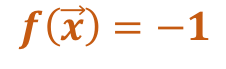 f(x⃗) = −1